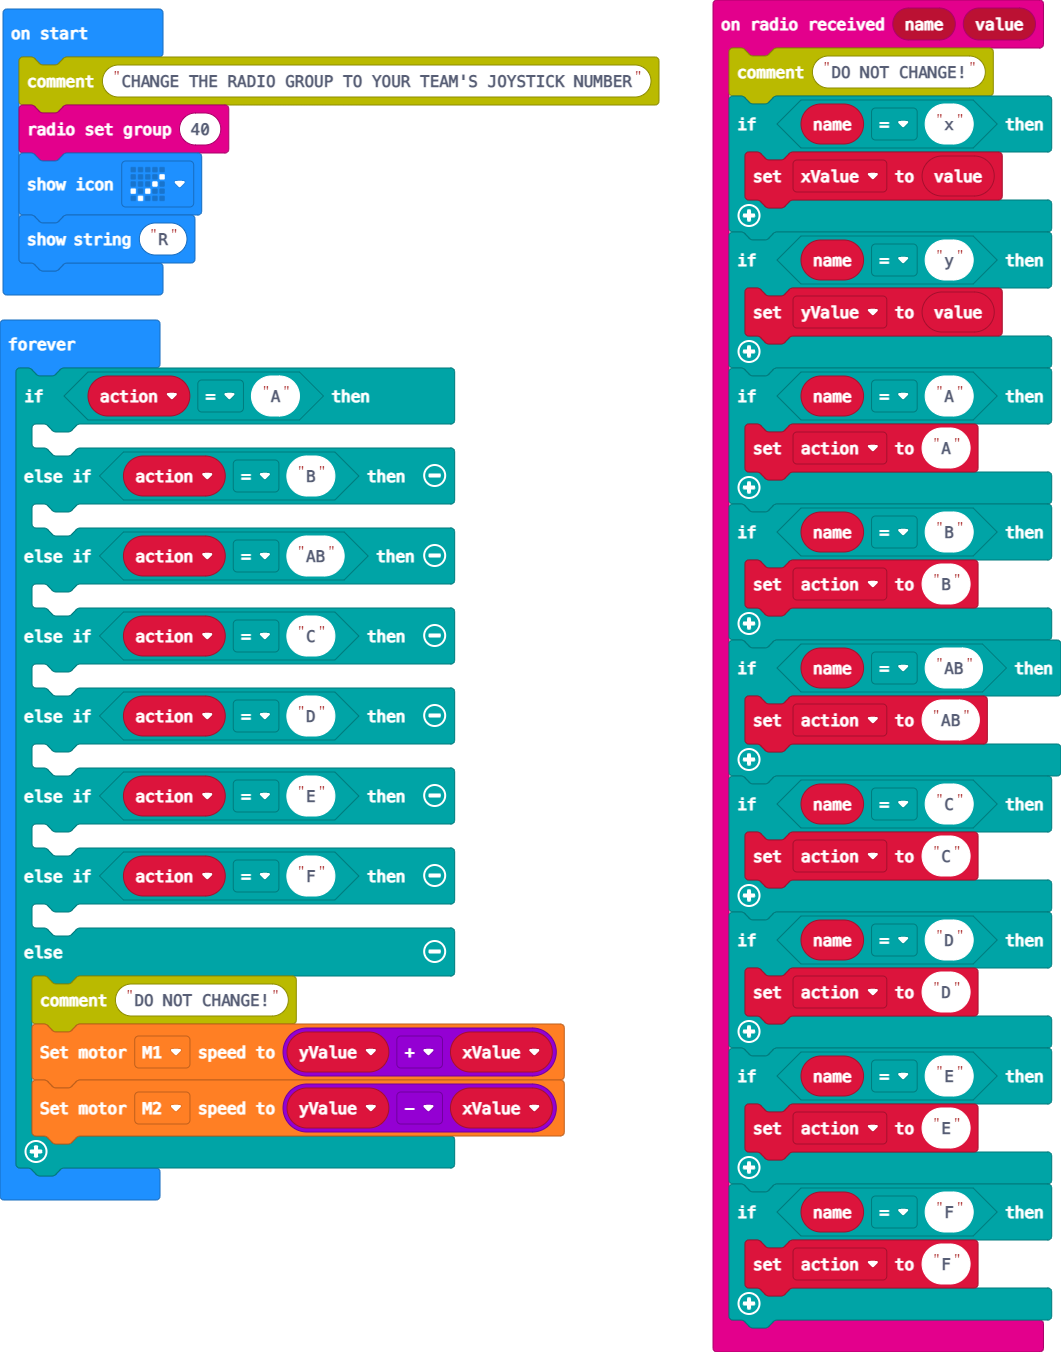 on start
comment "CHANGE THE RADIO GROUP TO YOUR TEAM'S JOYSTICK NUMBER"
radio set group 40
show icon
show string "R"
forever
if action = "A" then
else if action = "B" then
else if action = "AB" then
else if action = "C" then
else if action = "D" then
else if action = "E" then
else if action = "F" then
else
comment "DO NOT CHANGE!"
Set motor M1 speed to yValue + xValue
Set motor M2 speed to yValue - xValue
on radio received name value
comment "DO NOT CHANGE!"
if name = "x" then
set xValue to value
if name = "y" then
set yValue to value
if name = "A" then
set action to "A"
if name = "B" then
set action to "B"
if name = "AB" then
set action to "AB"
if name = "C" then
set action to "C"
if name = "D" then
set action to "D"
if name = "E" then
set action to "E"
if name = "F" then
set action to "F"